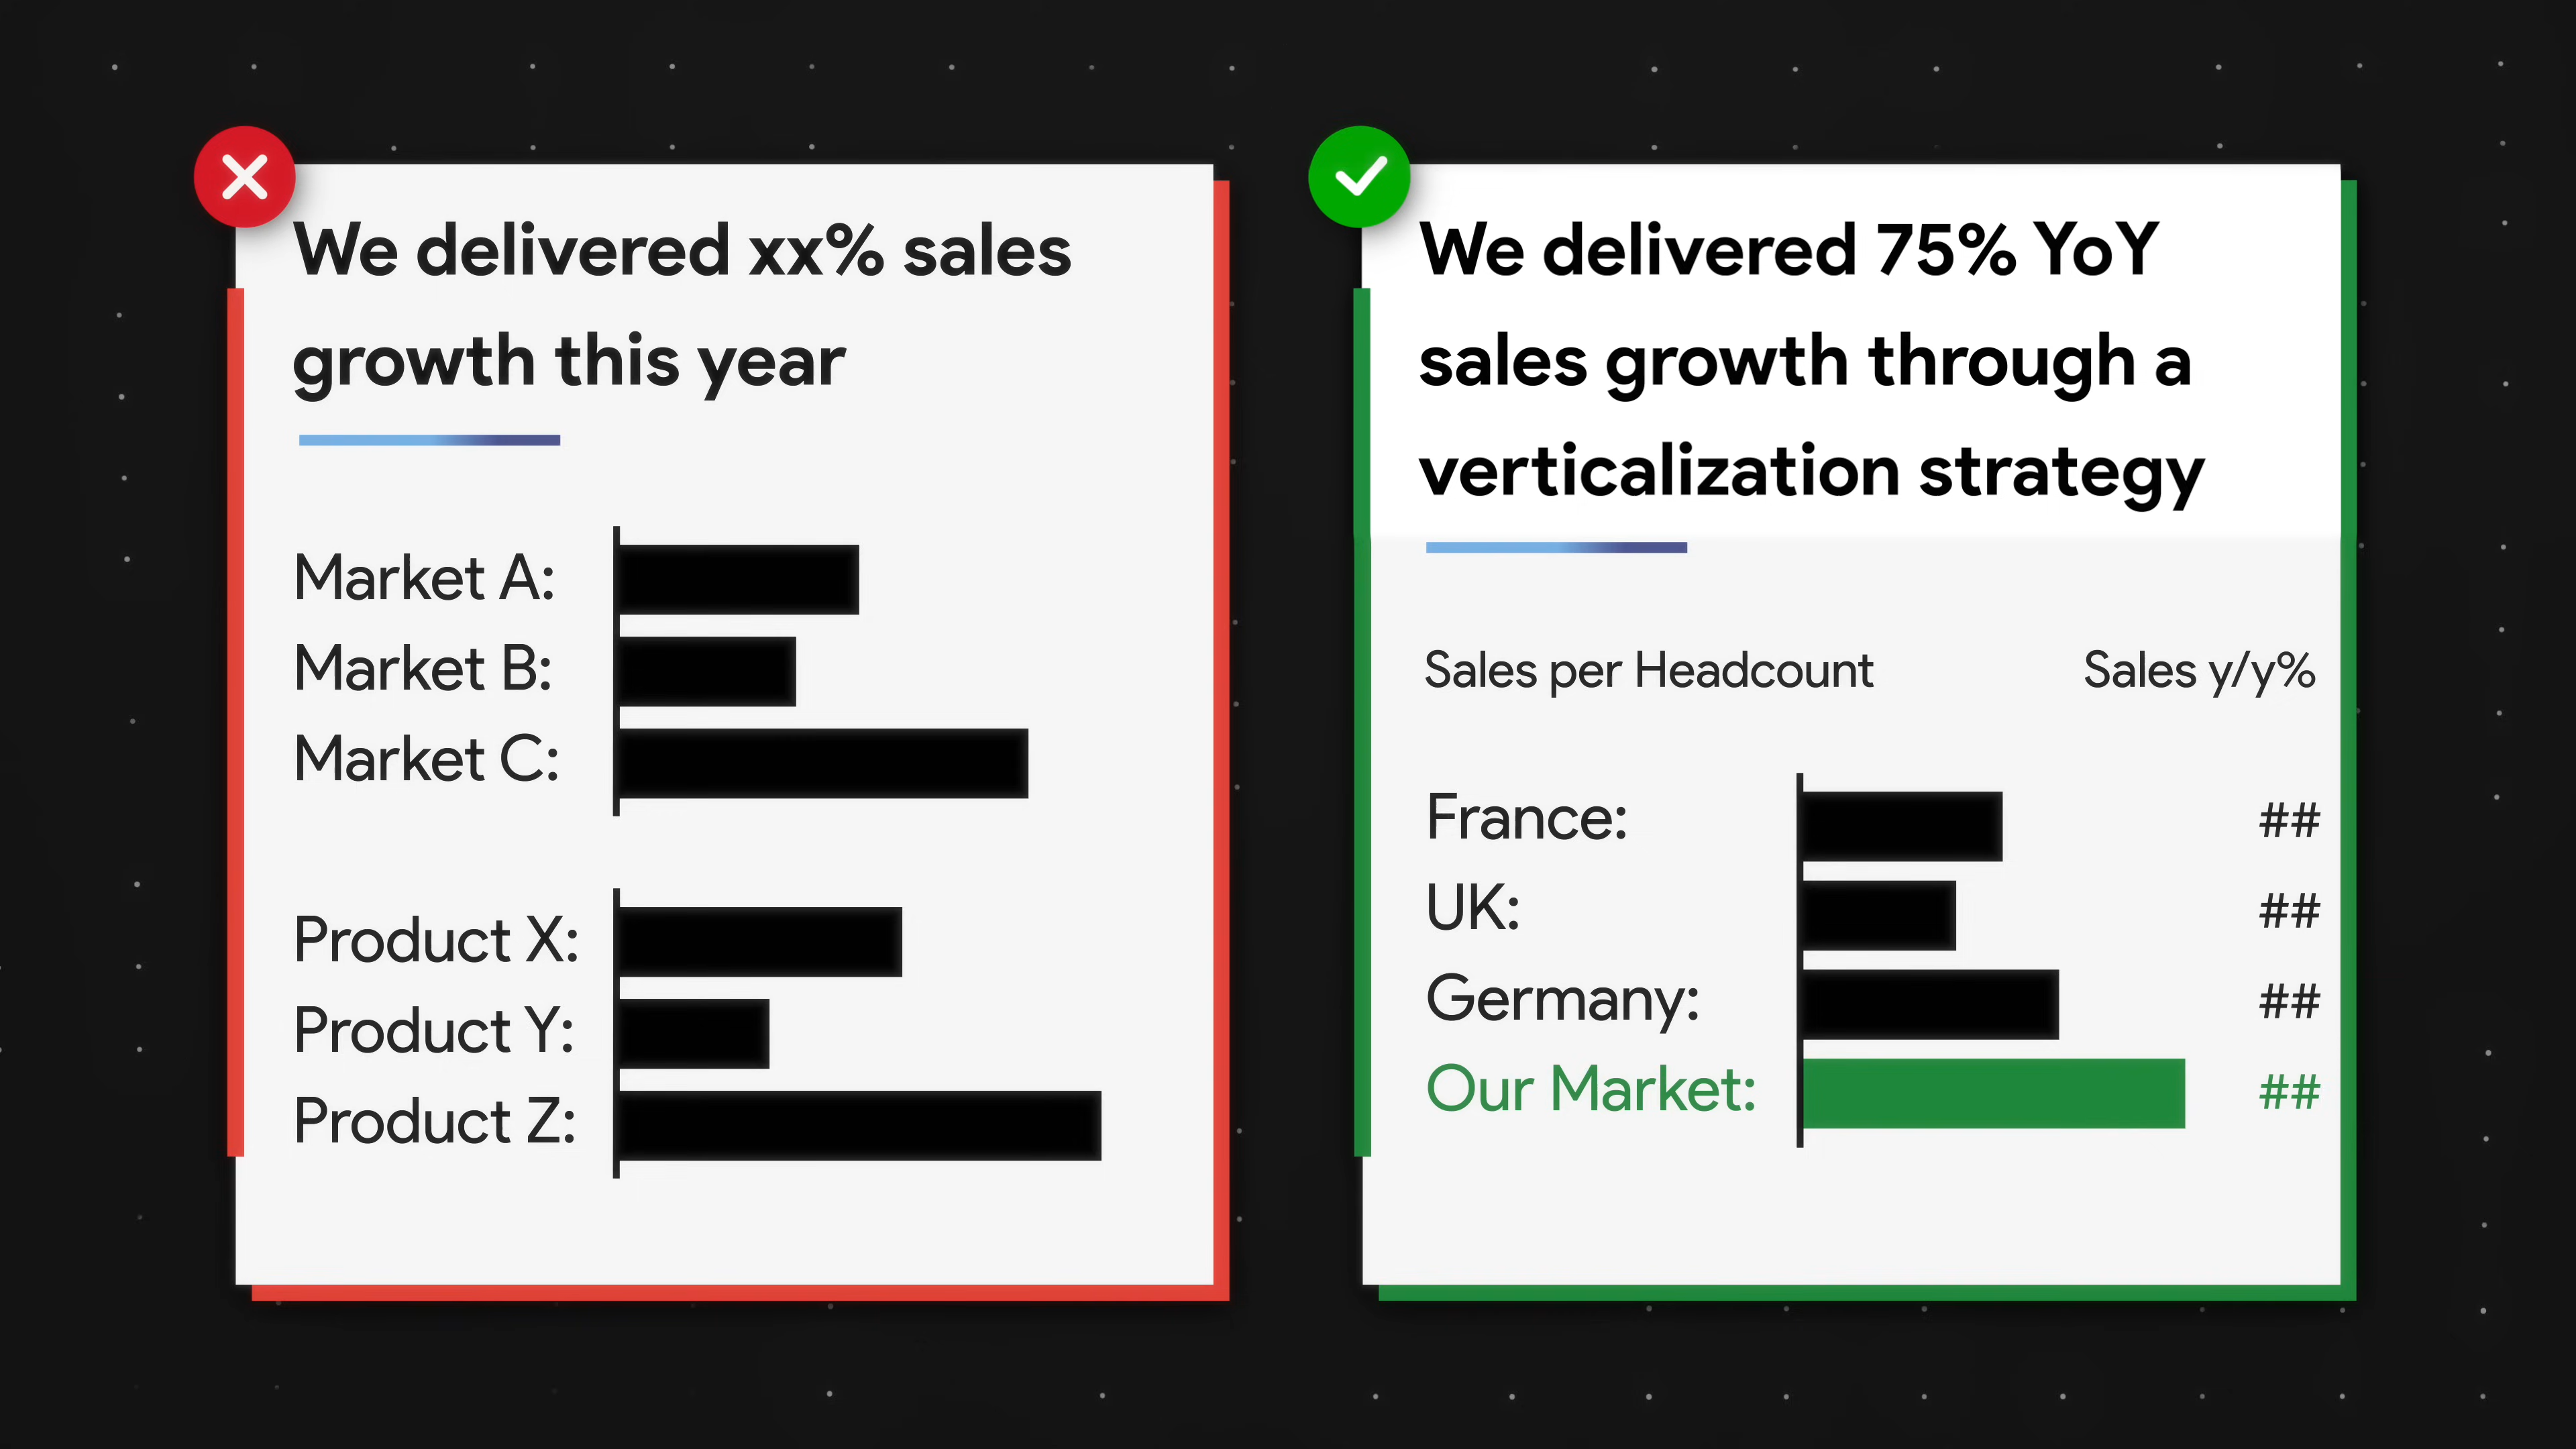 We delivered xx% sales
growth this year
Market A:
Market B:
Market C:
Product X:
Product Y:
Product Z:
We delivered 75% YoY
sales growth through a
verticalization strategy
Sales per Headcount Sales y/y%
France: ##
UK: ##
Germany: ##
Our Market: ##